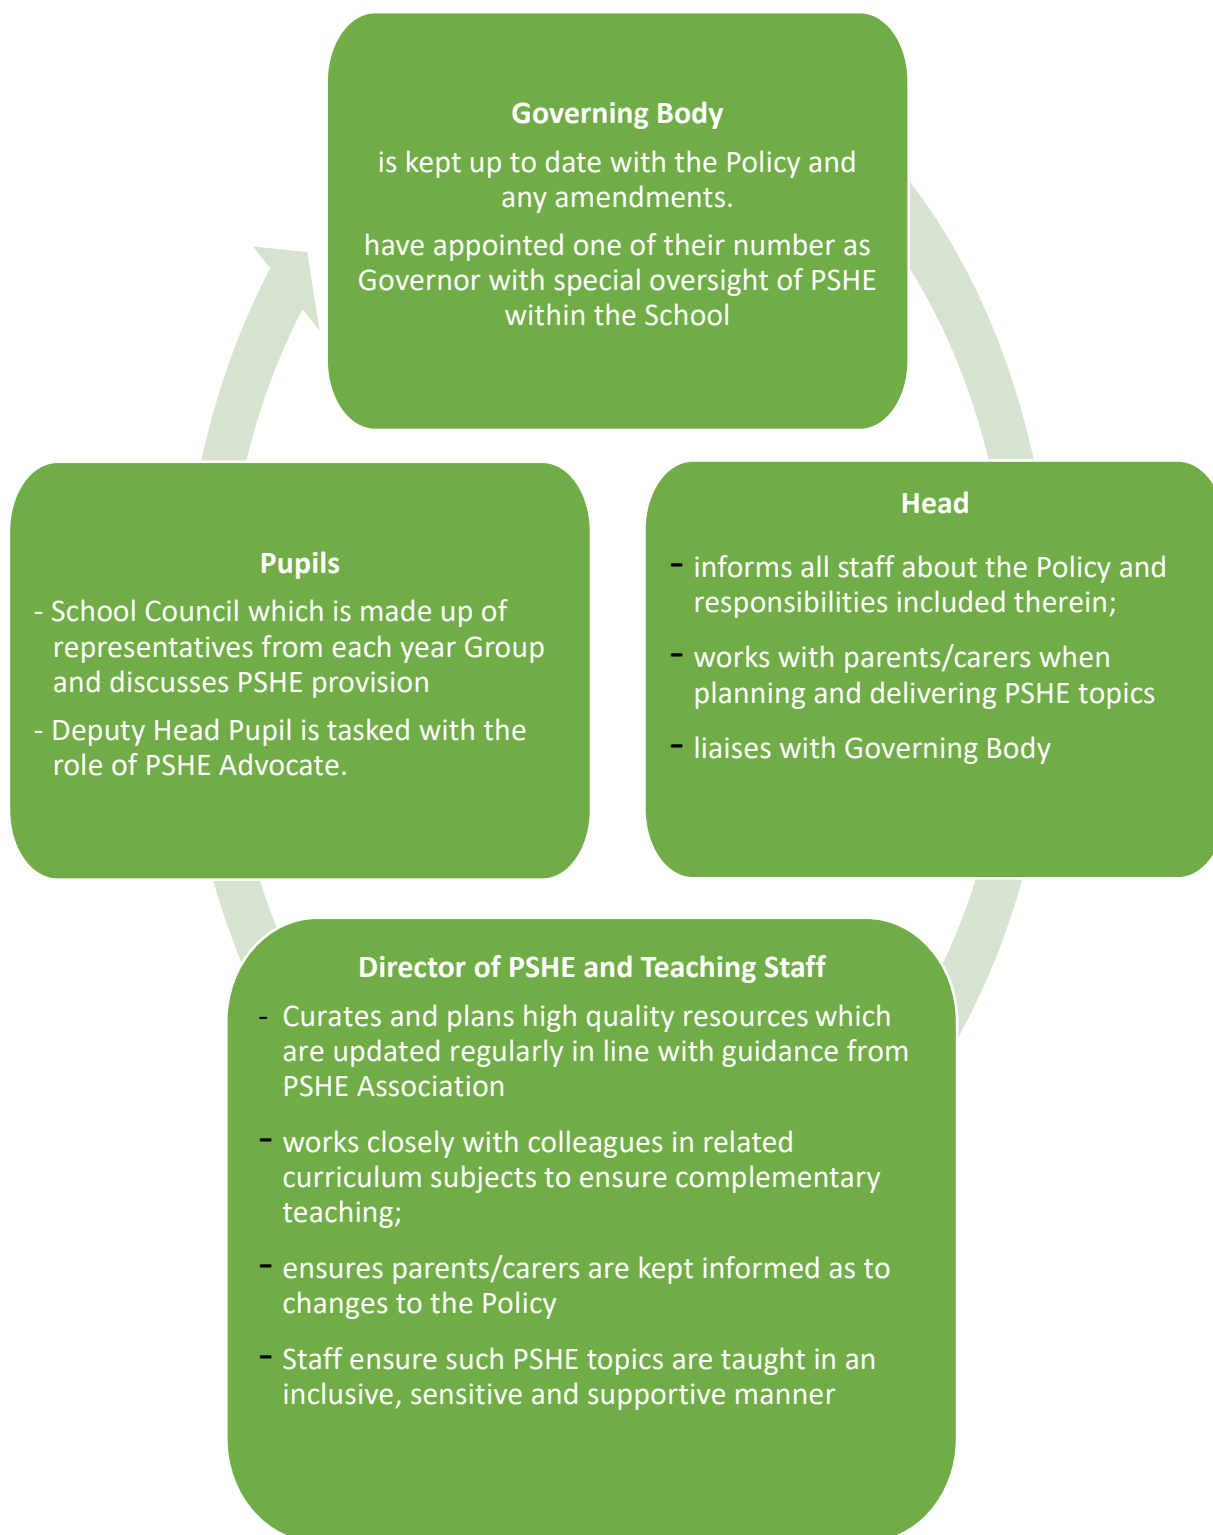 Governing Body
is kept up to date with the Policy and
any amendments.
have appointed one of their number as
Governor with special oversight of PSHE
within the School
Head
- informs all staff about the Policy and
responsibilities included therein;
- works with parents/carers when
planning and delivering PSHE topics
- liaises with Governing Body
Director of PSHE and Teaching Staff
- Curates and plans high quality resources which
are updated regularly in line with guidance from
PSHE Association
- works closely with colleagues in related
curriculum subjects to ensure complementary
teaching;
- ensures parents/carers are kept informed as to
changes to the Policy
- Staff ensure such PSHE topics are taught in an
inclusive, sensitive and supportive manner
Pupils
- School Council which is made up of
representatives from each year Group
and discusses PSHE provision
- Deputy Head Pupil is tasked with the
role of PSHE Advocate.